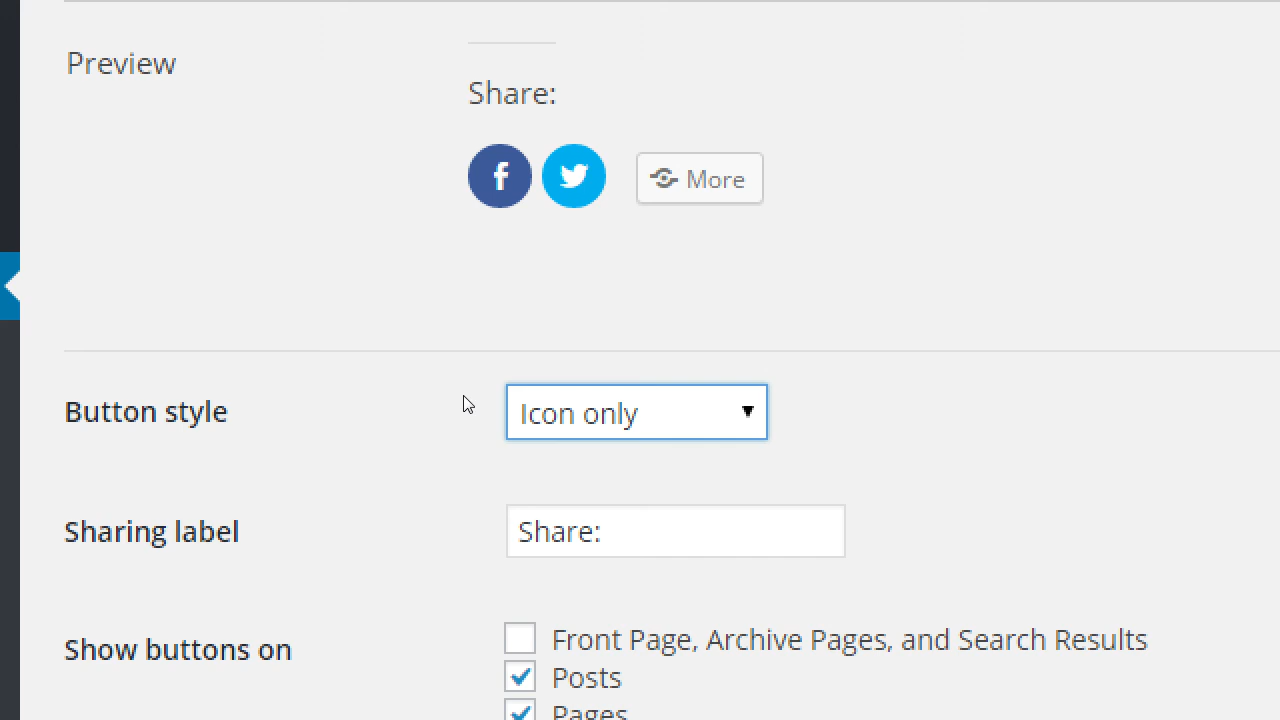 Preview
Share:
More
Button style
Icon only
Sharing label
Share:
Show buttons on
Front Page, Archive Pages, and Search Results
Posts
Pages